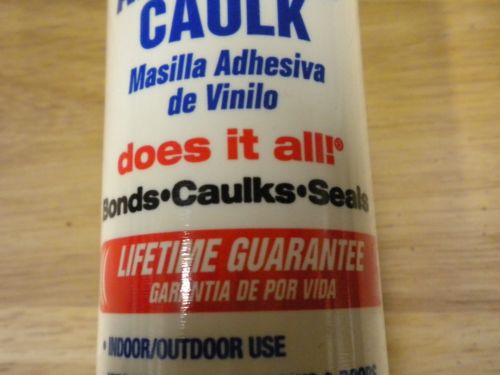 CAULK
Masilla Adhesiva
de Vinilo
does it all!®
Bonds•Caulks•Seals
LIFETIME GUARANTEE
GARANTIA DE POR VIDA
• INDOOR/OUTDOOR USE